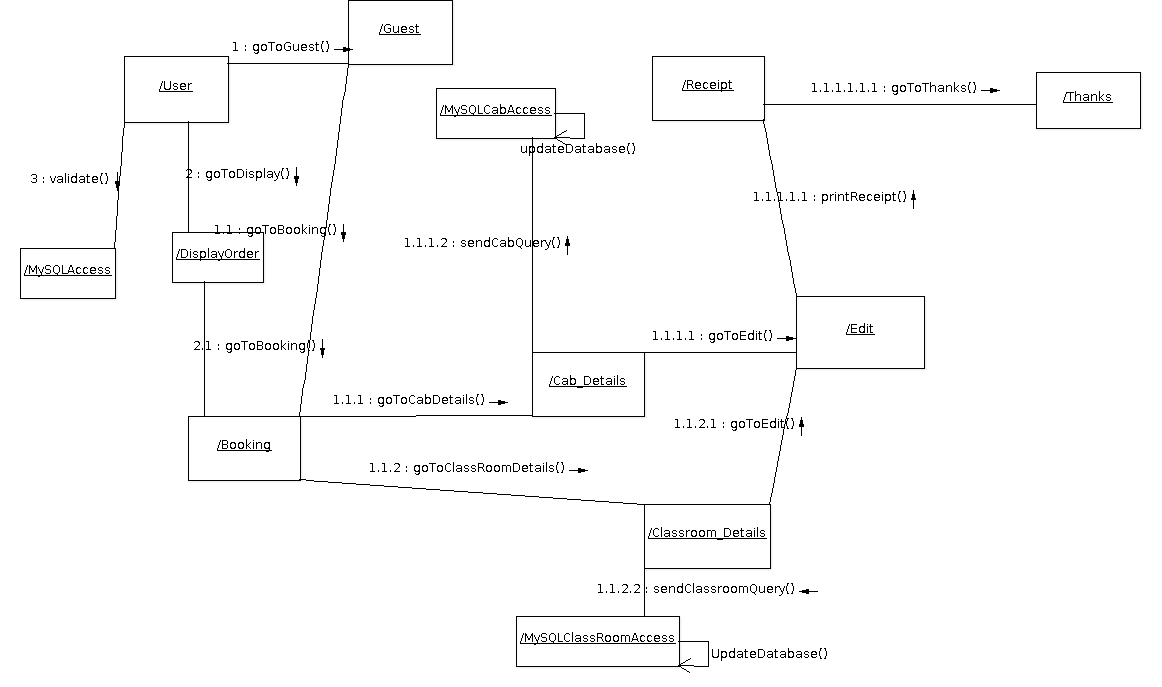 /Guest
1 : goToGuest()
/User
/Receipt
1.1.1.1.1.1 : goToThanks()
/Thanks
/MySQLCabAccess
updateDatabase()
3 : validate()
2 : goToDisplay()
1.1.1.1.1 : printReceipt()
1.1 : goToBooking()
1.1.1.2 : sendCabQuery()
/DisplayOrder
/MySQLAccess
/Edit
1.1.1.1 : goToEdit()
2.1 : goToBooking()
/Cab_Details
1.1.1 : goToCabDetails()
1.1.2.1 : goToEdit()
/Booking
1.1.2 : goToClassRoomDetails()
/Classroom_Details
1.1.2.2 : sendClassroomQuery()
/MySQLClassRoomAccess
UpdateDatabase()